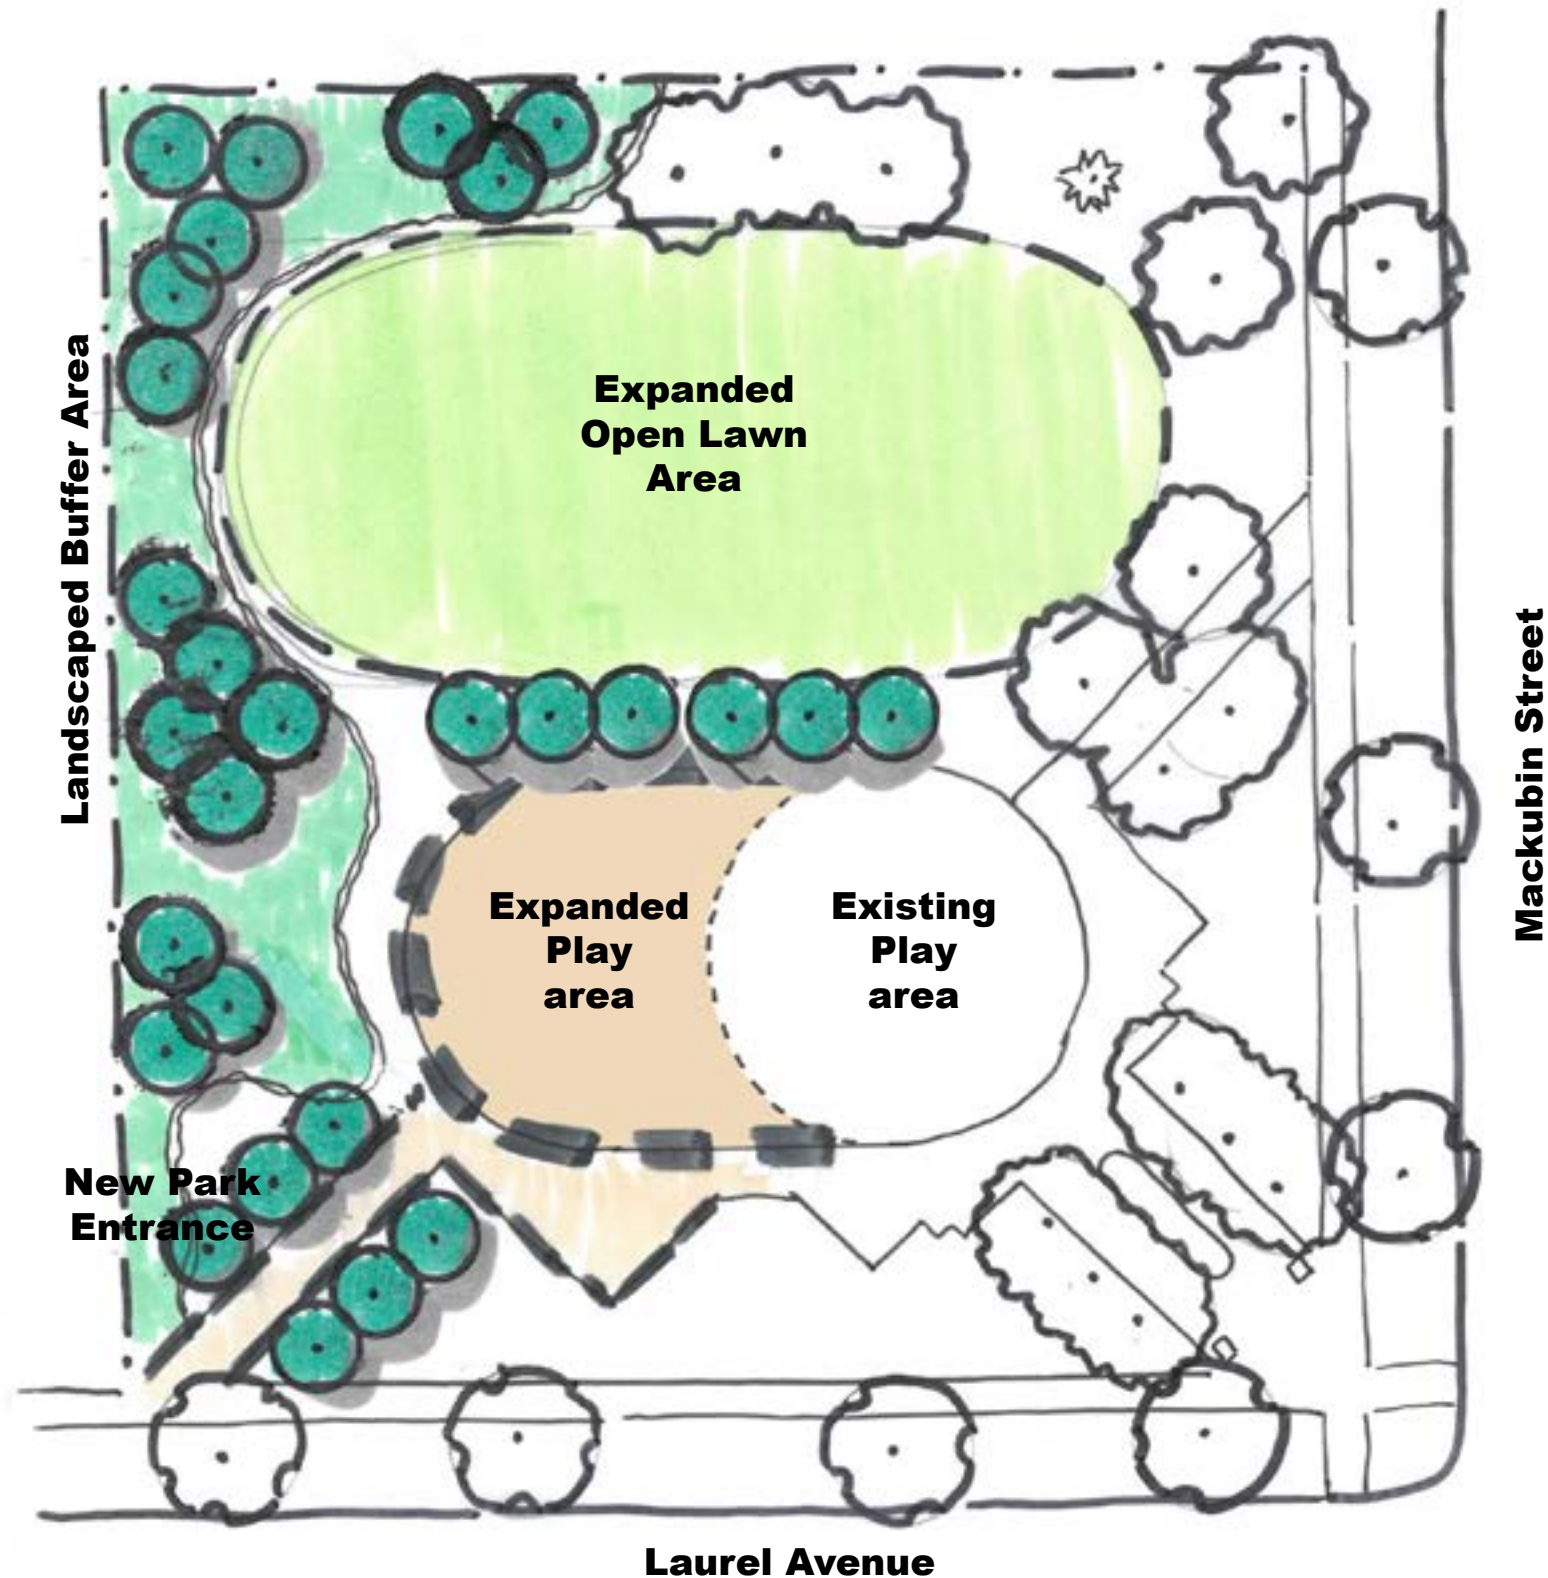 Expanded
Open Lawn
Area
Landscaped Buffer Area
Mackubin Street
Expanded
Play
area
Existing
Play
area
New Park
Entrance
Laurel Avenue